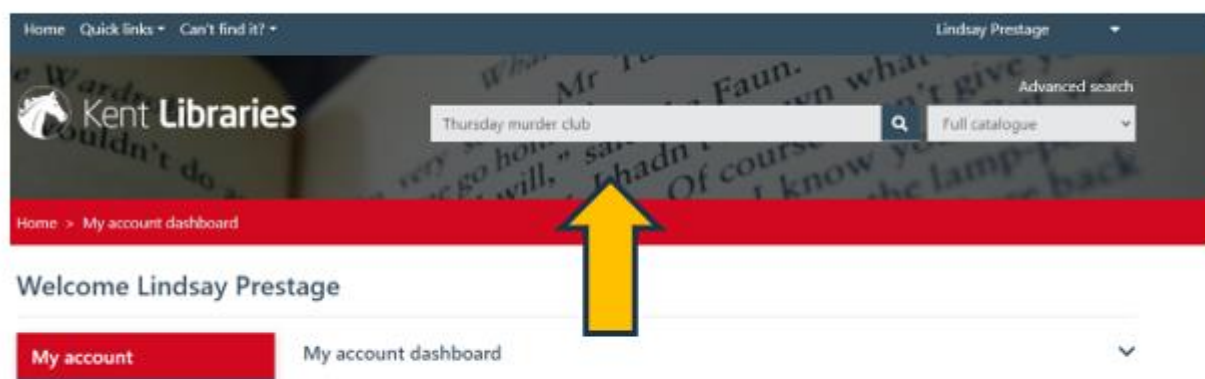 Home Quick links Can't find it? Lindsay Prestage
Advanced search
Kent Libraries
Thursday murder club Full catalogue
Home > My account dashboard
Welcome Lindsay Prestage
My account My account dashboard